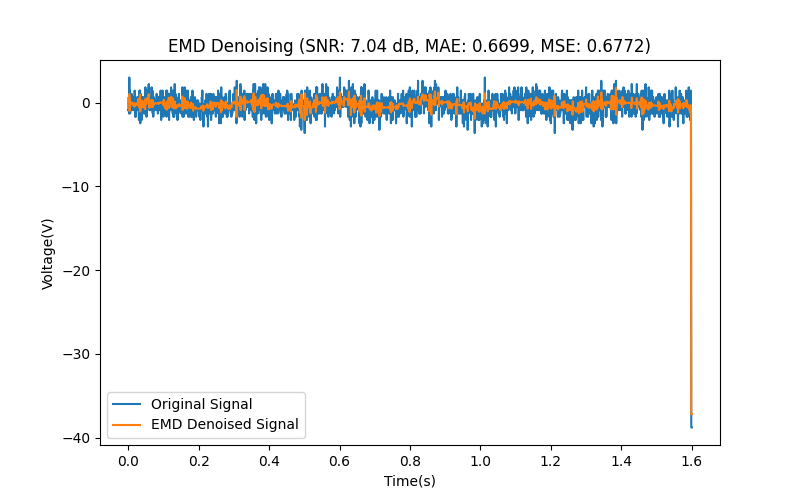 EMD Denoising (SNR: 7.04 dB, MAE: 0.6699, MSE: 0.6772)
0
−10
−20
−30
−40
Voltage(V)
Original Signal
EMD Denoised Signal
0.0 0.2 0.4 0.6 0.8 1.0 1.2 1.4 1.6
Time(s)